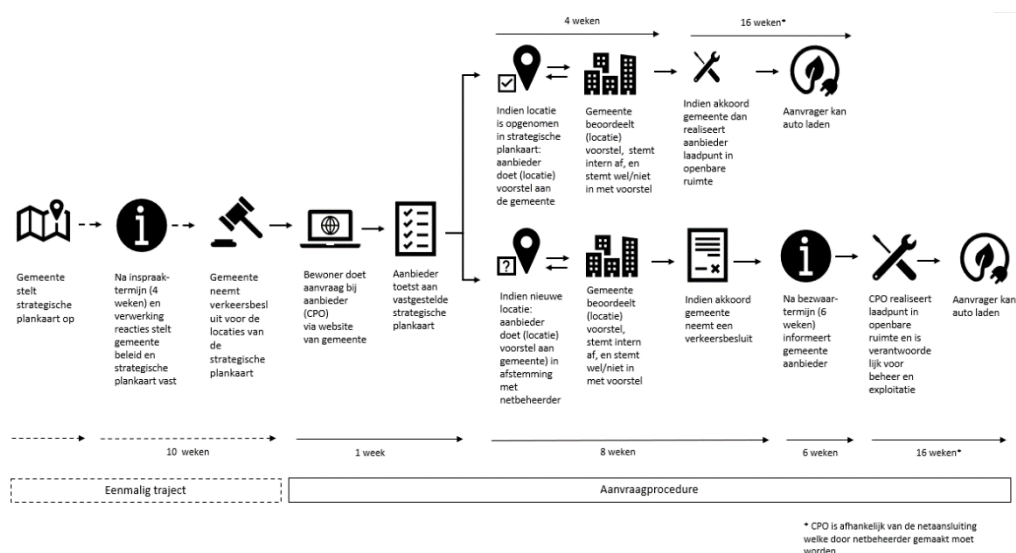 4 weken
16 weken*
Indien locatie
is opgenomen
in strategische
plankaart:
aanbieder
doet (locatie)
voorstel aan
de gemeente
Gemeente
beoordeelt
(locatie)
voorstel, stemt
intern af, en
stemt wel/niet
in met voorstel
Indien akkoord
gemeente dan
realiseert
aanbieder
laadpunt in
openbare
ruimte
Aanvrager kan
auto laden
Gemeente
stelt
strategische
plankaart op
Na inspraak-
termijn (4
weken) en
verwerking
reacties stelt
gemeente
beleid en
strategische
plankaart vast
Gemeente
neemt
verkeersbesl
uit voor de
locaties van
de
strategische
plankaart
Bewoner doet
aanvraag bij
aanbieder
(CPO)
via website
van gemeente
Aanbieder
toetst aan
vastgestelde
strategische
plankaart
Indien nieuwe
locatie:
aanbieder
doet (locatie)
voorstel aan
gemeente) in
afstemming
met
netbeheerder
Gemeente
beoordeelt
(locatie)
voorstel,
stemt intern
af, en stemt
wel/niet in
met voorstel
Indien akkoord
gemeente
neemt een
verkeersbesluit
Na bezwaar-
termijn (6
weken)
informeert
gemeente
aanbieder
CPO realiseert
laadpunt in
openbare
ruimte en is
verantwoorde
lijk voor
beheer en
exploitatie
Aanvrager kan
auto laden
10 weken
1 week
8 weken
6 weken
16 weken*
Eenmalig traject
Aanvraagprocedure
* CPO is afhankelijk van de netaansluiting
welke door netbeheerder gemaakt moet
worden